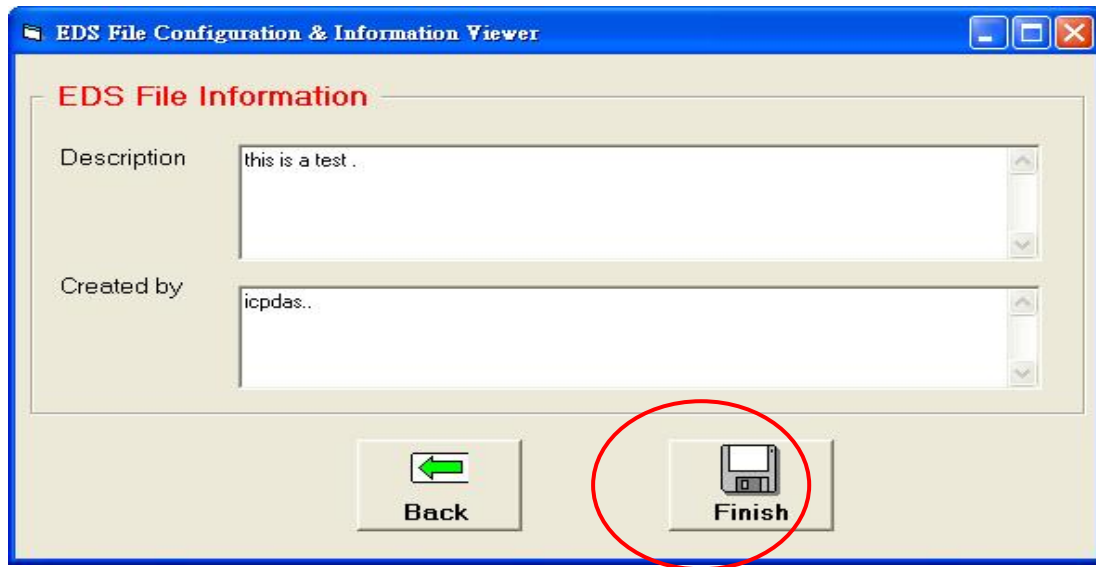 EDS File Configuration & Information Viewer
EDS File Information
Description
this is a test .
Created by
icpdas..
Back
Finish